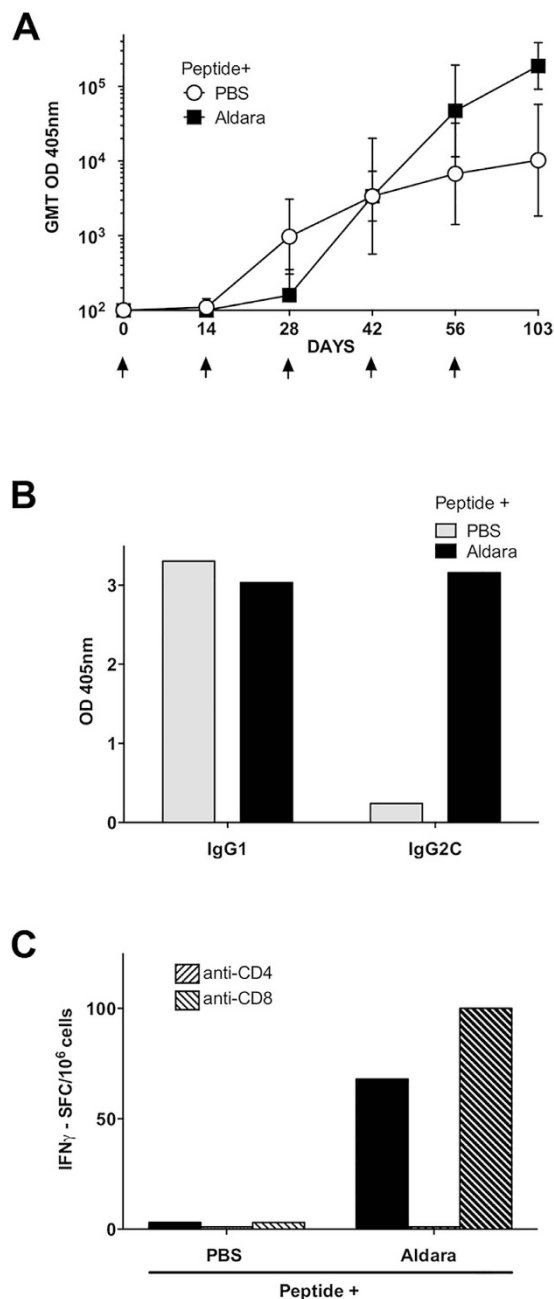 A
Peptide+
PBS
Aldara
GMT OD 405nm
10⁵
10⁴
10³
10²
0 14 28 42 56 103
DAYS
B
Peptide +
PBS
Aldara
OD 405nm
3
2
1
0
IgG1 IgG2C
C
anti-CD4
anti-CD8
IFNγ - SFC/10⁶ cells
100
50
0
PBS Aldara
Peptide +